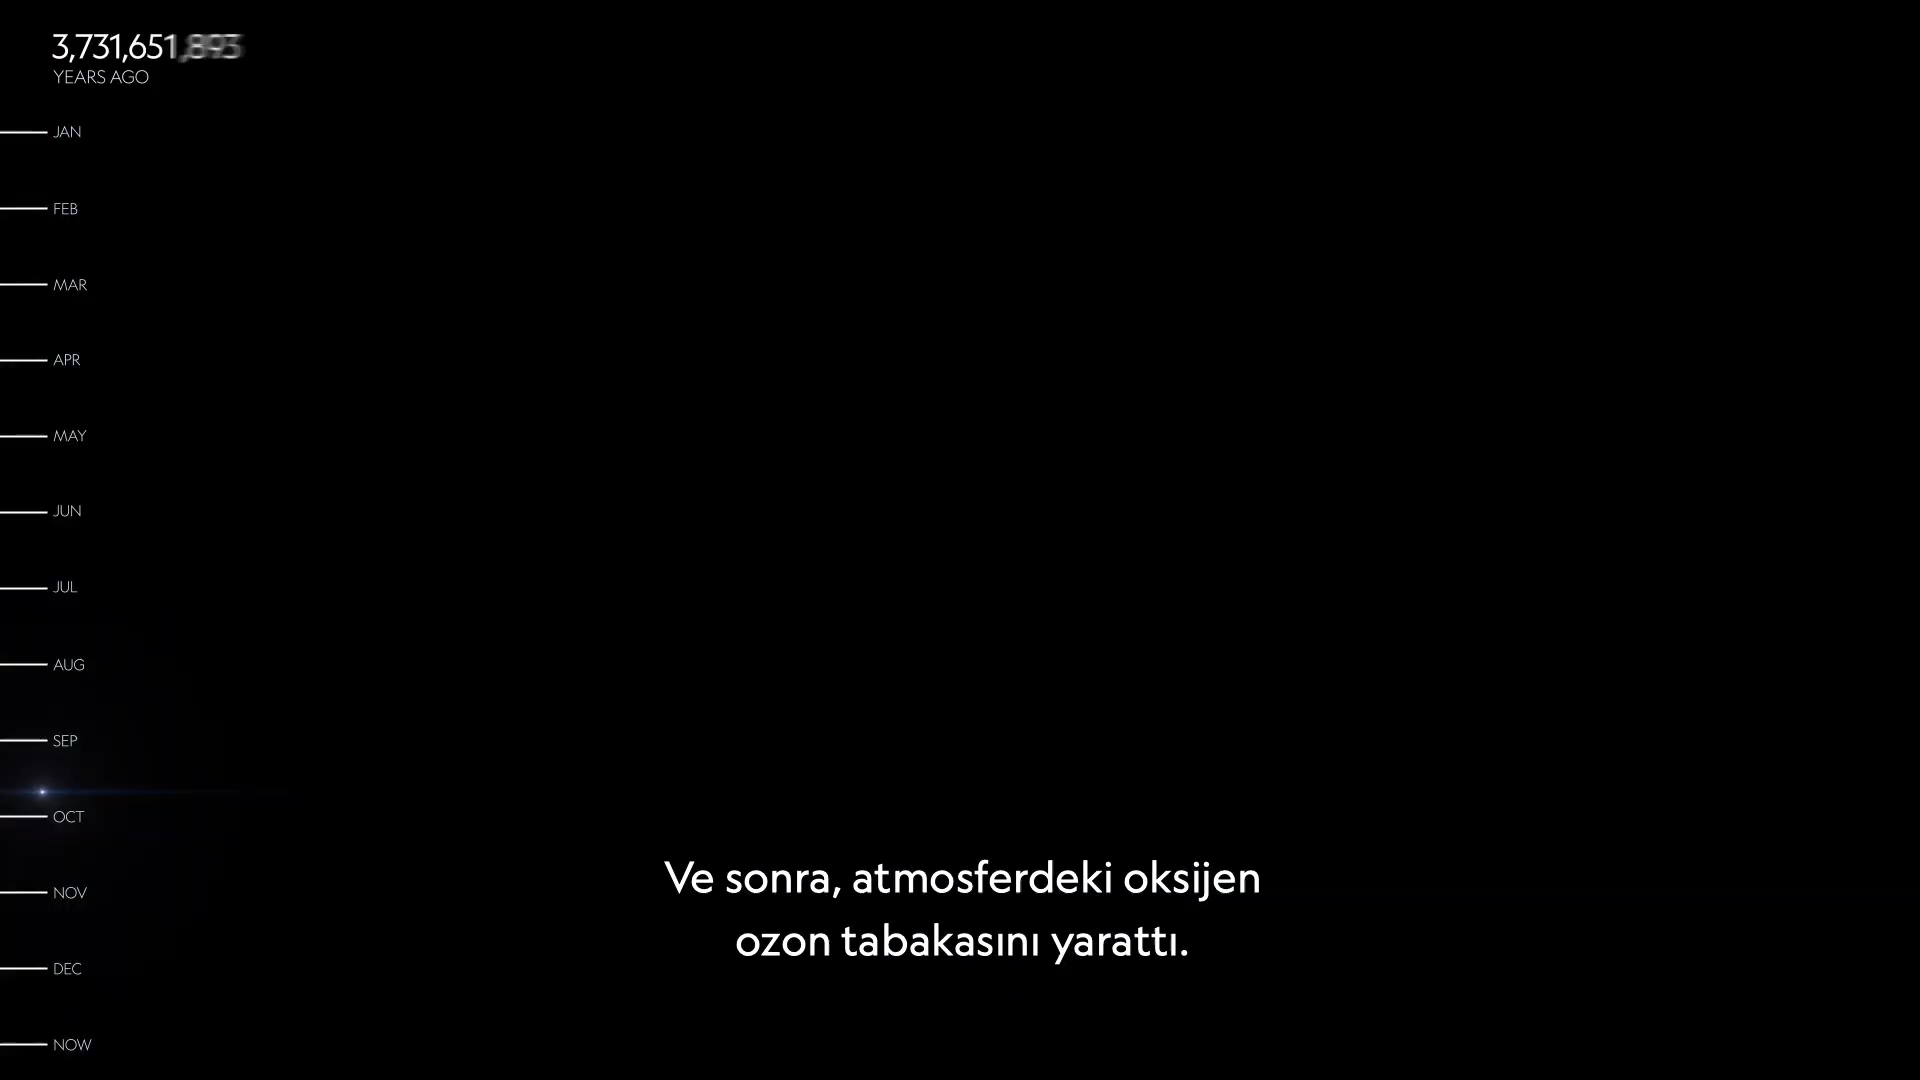 3,731,651,893
YEARS AGO
JAN
FEB
MAR
APR
MAY
JUN
JUL
AUG
SEP
OCT
NOV
DEC
NOW
Ve sonra, atmosferdeki oksijen
ozon tabakasını yarattı.